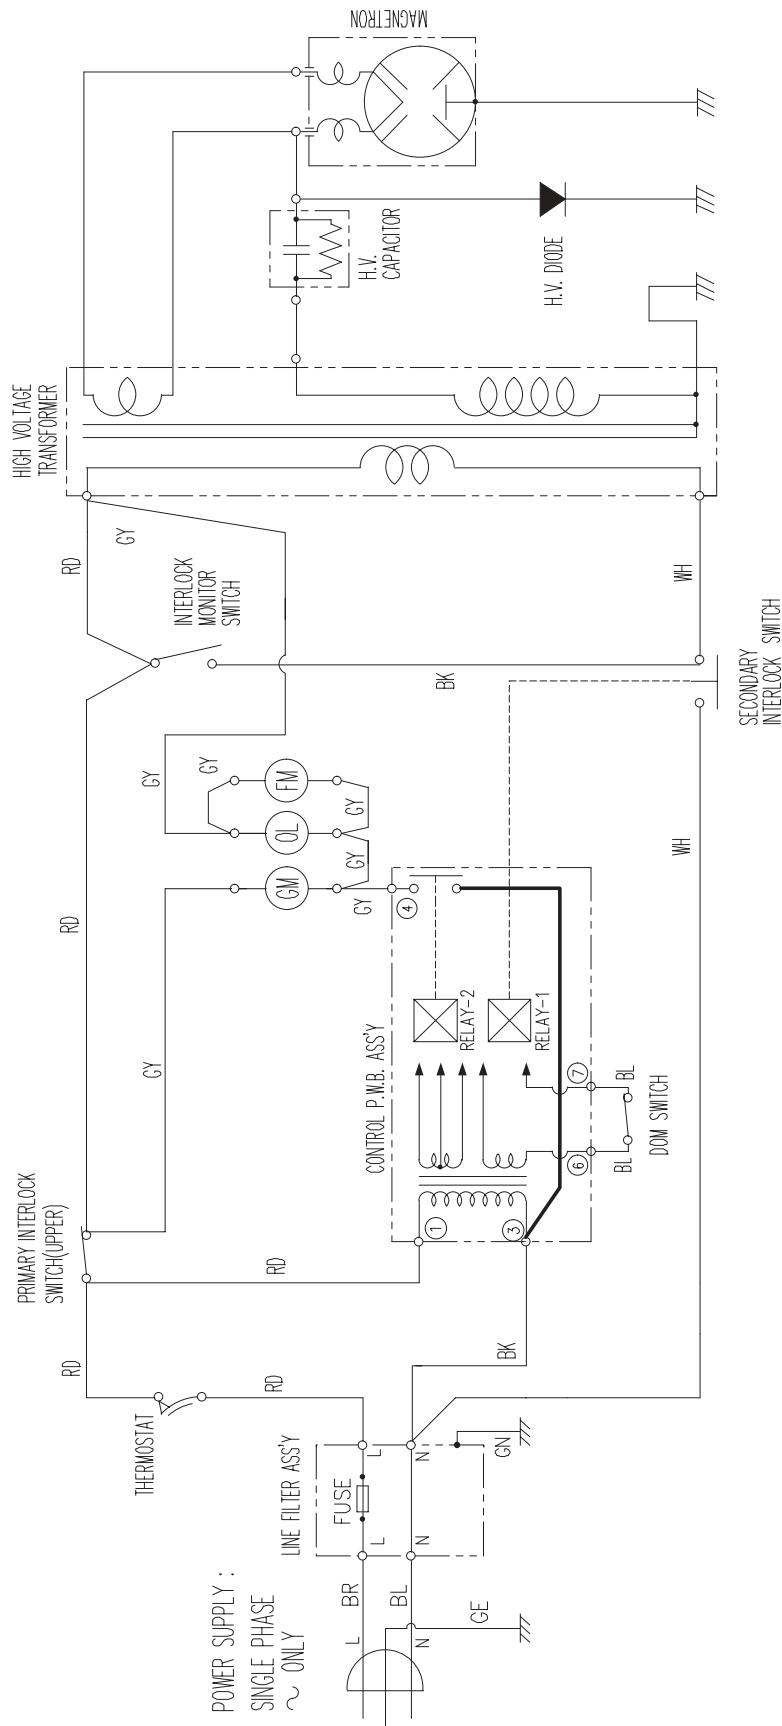 POWER SUPPLY :
SINGLE PHASE
~ ONLY
L
N
BR
BL
GE
LINE FILTER ASS'Y
L
N
FUSE
L
N
GN
THERMOSTAT
RD
RD
BK
PRIMARY INTERLOCK
SWITCH(UPPER)
RD
RD
GY
CONTROL P.W.B. ASS'Y
1
3
4
6
7
RELAY-2
RELAY-1
BL
BL
DOM SWITCH
GM
OL
FM
GY
GY
GY
GY
GY
WH
BK
INTERLOCK
MONITOR
SWITCH
RD
GY
SECONDARY
INTERLOCK SWITCH
WH
HIGH VOLTAGE
TRANSFORMER
H.V.
CAPACITOR
H.V. DIODE
MAGNETRON